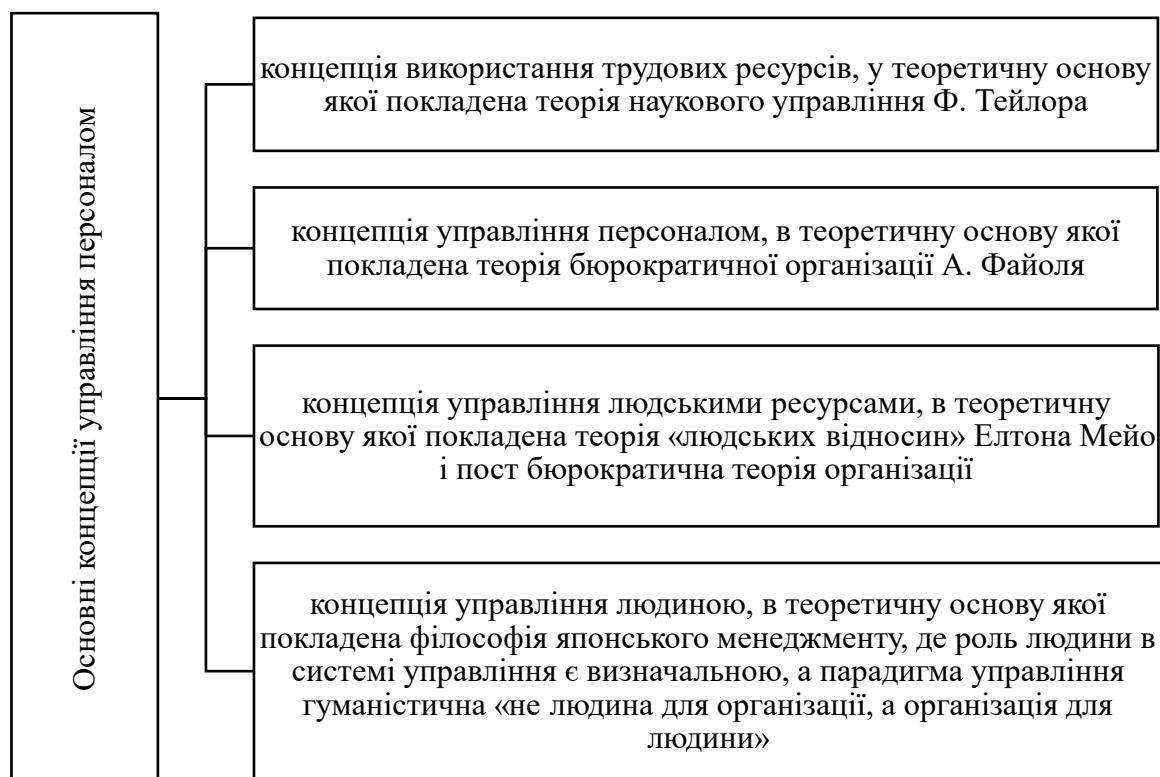 Основні концепції управління персоналом
концепція використання трудових ресурсів, у теоретичну основу
якої покладена теорія наукового управління Ф. Тейлора
концепція управління персоналом, в теоретичну основу якої
покладена теорія бюрократичної організації А. Файоля
концепція управління людськими ресурсами, в теоретичну
основу якої покладена теорія «людських відносин» Елтона Мейо
і пост бюрократична теорія організації
концепція управління людиною, в теоретичну основу якої
покладена філософія японського менеджменту, де роль людини в
системі управління є визначальною, а парадигма управління
гуманістична «не людина для організації, а організація для
людини»